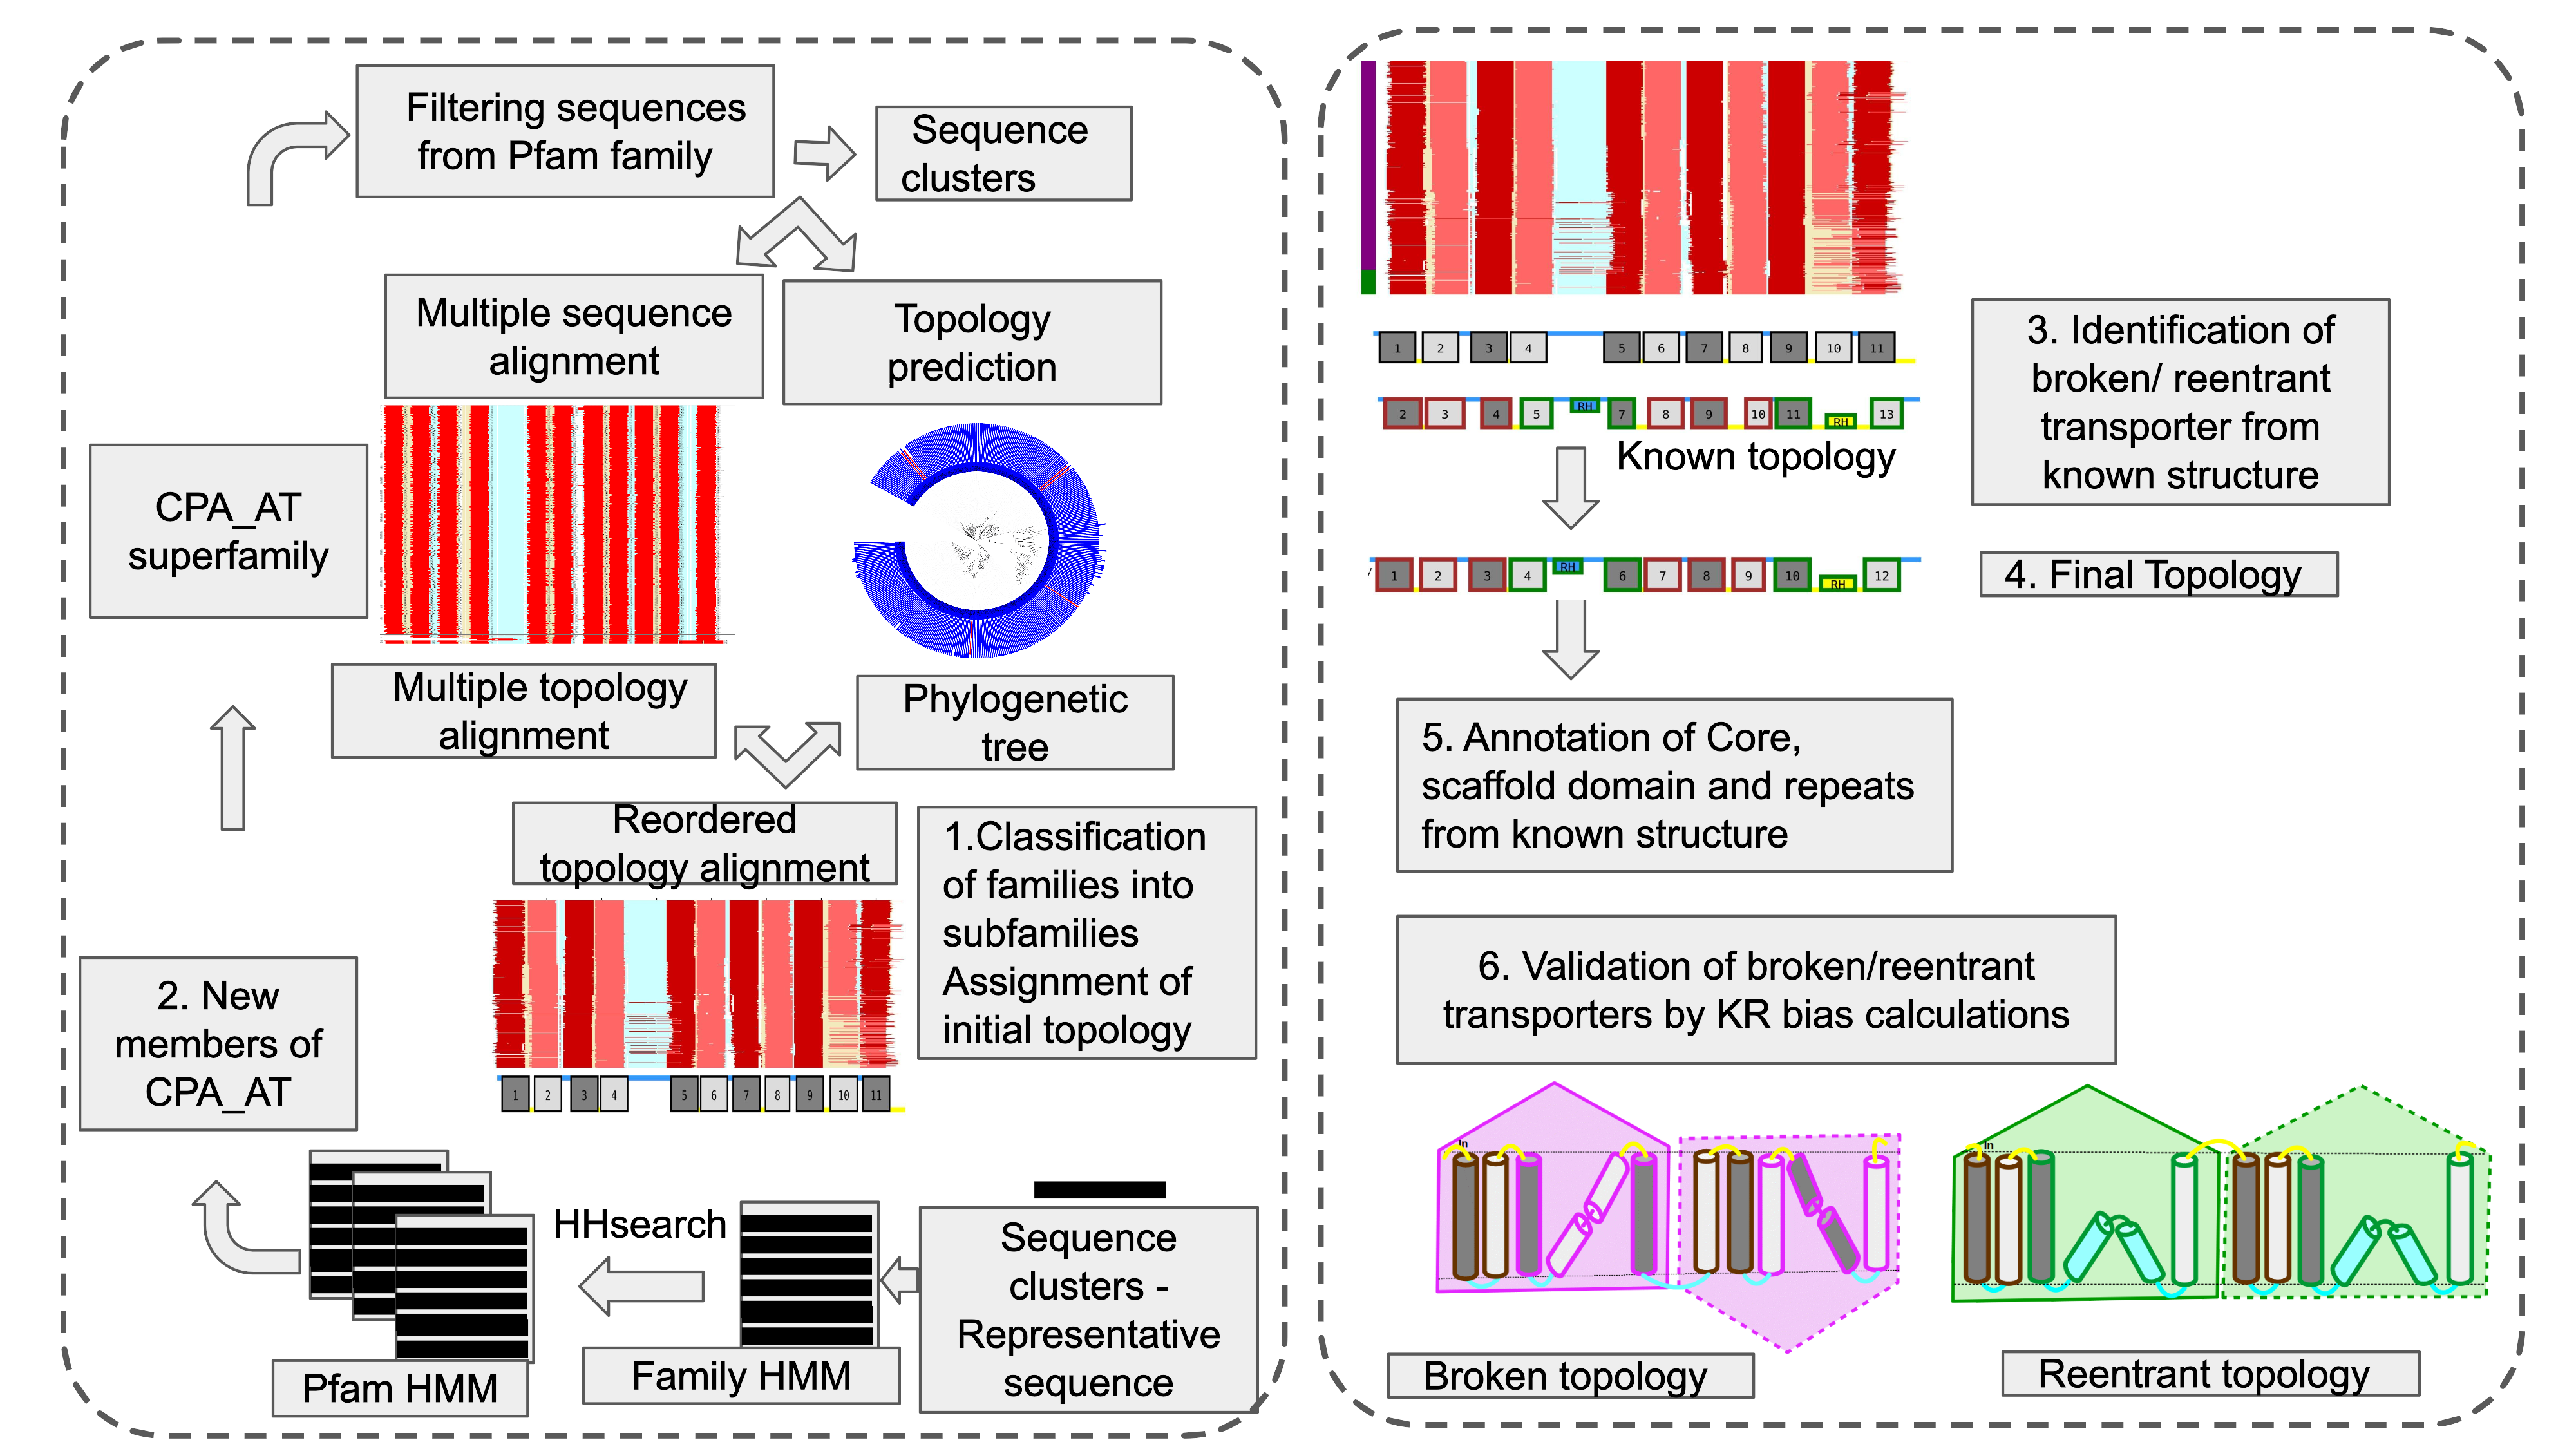 Filtering sequences
from Pfam family
Sequence
clusters
Multiple sequence
alignment
Topology
prediction
CPA_AT
superfamily
Multiple topology
alignment
Phylogenetic
tree
Reordered
topology alignment
1.Classification
of families into
subfamilies
Assignment of
initial topology
1 2 3 4 5 6 7 8 9 10 11
2. New
members of
CPA_AT
HHsearch
Sequence
clusters -
Representative
sequence
Pfam HMM
Family HMM
1 2 3 4 5 6 7 8 9 10 11
2 3 4 5 RH 7 8 9 10 11 RH 13
Known topology
3. Identification of
broken/ reentrant
transporter from
known structure
1 2 3 4 RH 6 7 8 9 10 RH 12
4. Final Topology
5. Annotation of Core,
scaffold domain and repeats
from known structure
6. Validation of broken/reentrant
transporters by KR bias calculations
In
In
Broken topology
Reentrant topology